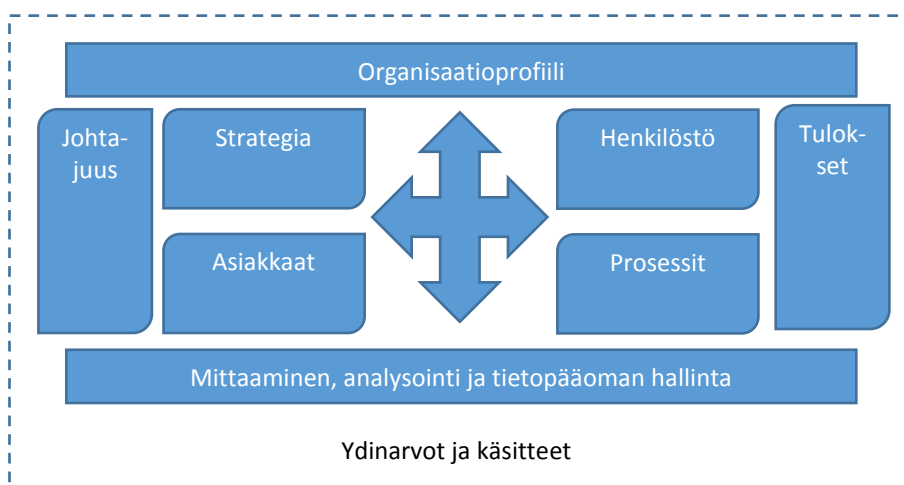 Organisaatioprofiili
Johta-
juus
Strategia
Henkilöstö
Tulok-
set
Asiakkaat
Prosessit
Mittaaminen, analysointi ja tietopääoman hallinta
Ydinarvot ja käsitteet